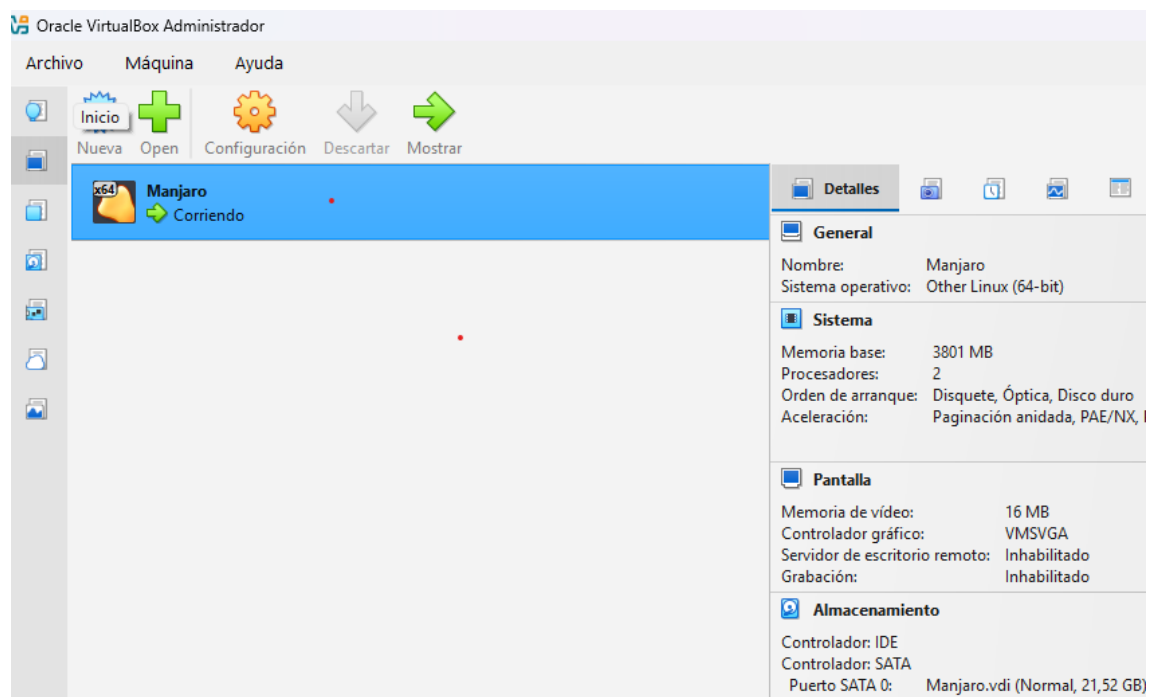 Oracle VirtualBox Administrador
Archivo Máquina Ayuda
Inicio
Nueva Open Configuración Descartar Mostrar
x64 Manjaro
Corriendo
Detalles
General
Nombre: Manjaro
Sistema operativo: Other Linux (64-bit)
Sistema
Memoria base: 3801 MB
Procesadores: 2
Orden de arranque: Disquete, Óptica, Disco duro
Aceleración: Paginación anidada, PAE/NX,
Pantalla
Memoria de vídeo: 16 MB
Controlador gráfico: VMSVGA
Servidor de escritorio remoto: Inhabilitado
Grabación: Inhabilitado
Almacenamiento
Controlador: IDE
Controlador: SATA
Puerto SATA 0: Manjaro.vdi (Normal, 21,52 GB)